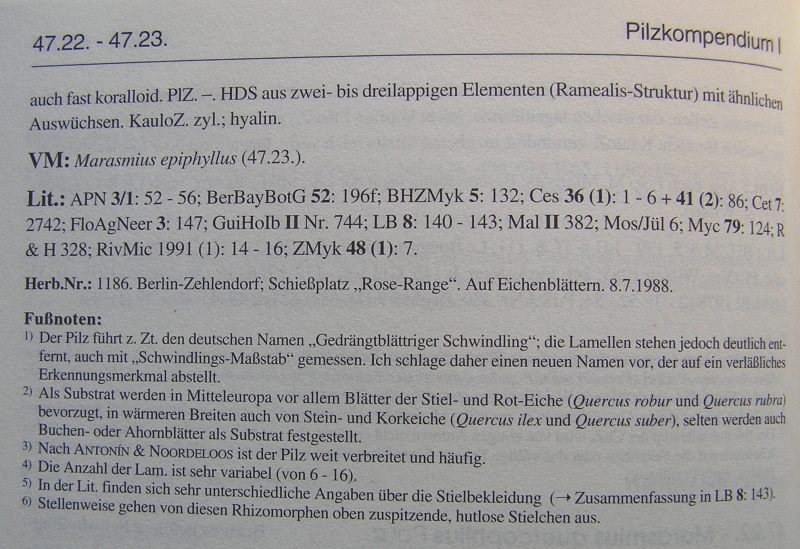 47.22. - 47.23.
Pilzkompendium I
auch fast koralloid. PlZ. –. HDS aus zwei- bis dreilappigen Elementen (Ramealis-Struktur) mit ähnlichen
Auswüchsen. KauloZ. zyl.; hyalin.
VM: Marasmius epiphyllus (47.23.).
Lit.: APN 3/1: 52 - 56; BerBayBotG 52: 196f; BHZMyk 5: 132; Ces 36 (1): 1 - 6 + 41 (2): 86; Cet 7:
2742; FloAgNeer 3: 147; GuiHoIb II Nr. 744; LB 8: 140 - 143; Mal II 382; Mos/Jül 6; Myc 79: 124; R
& H 328; RivMic 1991 (1): 14 - 16; ZMyk 48 (1): 7.
Herb.Nr.: 1186. Berlin-Zehlendorf; Schießplatz „Rose-Range“. Auf Eichenblättern. 8.7.1988.
Fußnoten:
1) Der Pilz führt z. Zt. den deutschen Namen „Gedrängtblättriger Schwindling“; die Lamellen stehen jedoch deutlich ent-
fernt, auch mit „Schwindlings-Maßstab“ gemessen. Ich schlage daher einen neuen Namen vor, der auf ein verläßliches
Erkennungsmerkmal abstellt.
2) Als Substrat werden in Mitteleuropa vor allem Blätter der Stiel- und Rot-Eiche (Quercus robur und Quercus rubra)
bevorzugt, in wärmeren Breiten auch von Stein- und Korkeiche (Quercus ilex und Quercus suber), selten werden auch
Buchen- oder Ahornblätter als Substrat festgestellt.
3) Nach ANTONÍN & NOORDELOOS ist der Pilz weit verbreitet und häufig.
4) Die Anzahl der Lam. ist sehr variabel (von 6 - 16).
5) In der Lit. finden sich sehr unterschiedliche Angaben über die Stielbekleidung (→ Zusammenfassung in LB 8: 143).
6) Stellenweise gehen von diesen Rhizomorphen oben zuspitzende, hutlose Stielchen aus.